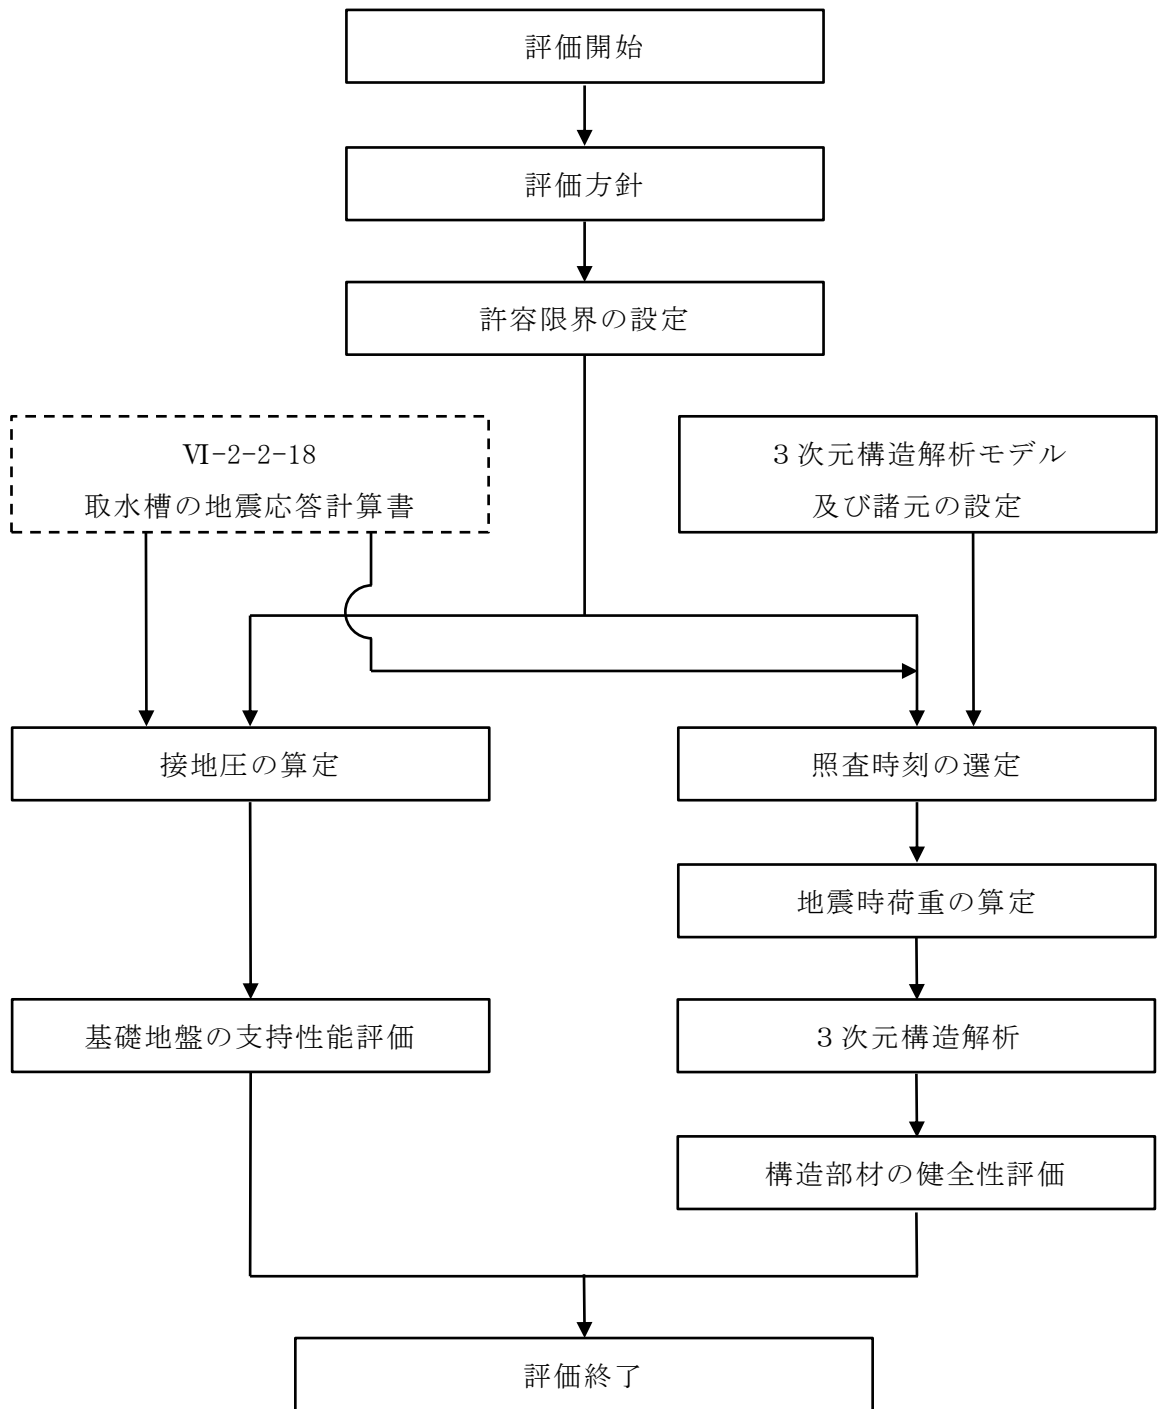 評価開始
評価方針
許容限界の設定
Ⅵ-2-2-18
取水槽の地震応答計算書
３次元構造解析モデル
及び諸元の設定
接地圧の算定
照査時刻の選定
地震時荷重の算定
基礎地盤の支持性能評価
３次元構造解析
構造部材の健全性評価
評価終了